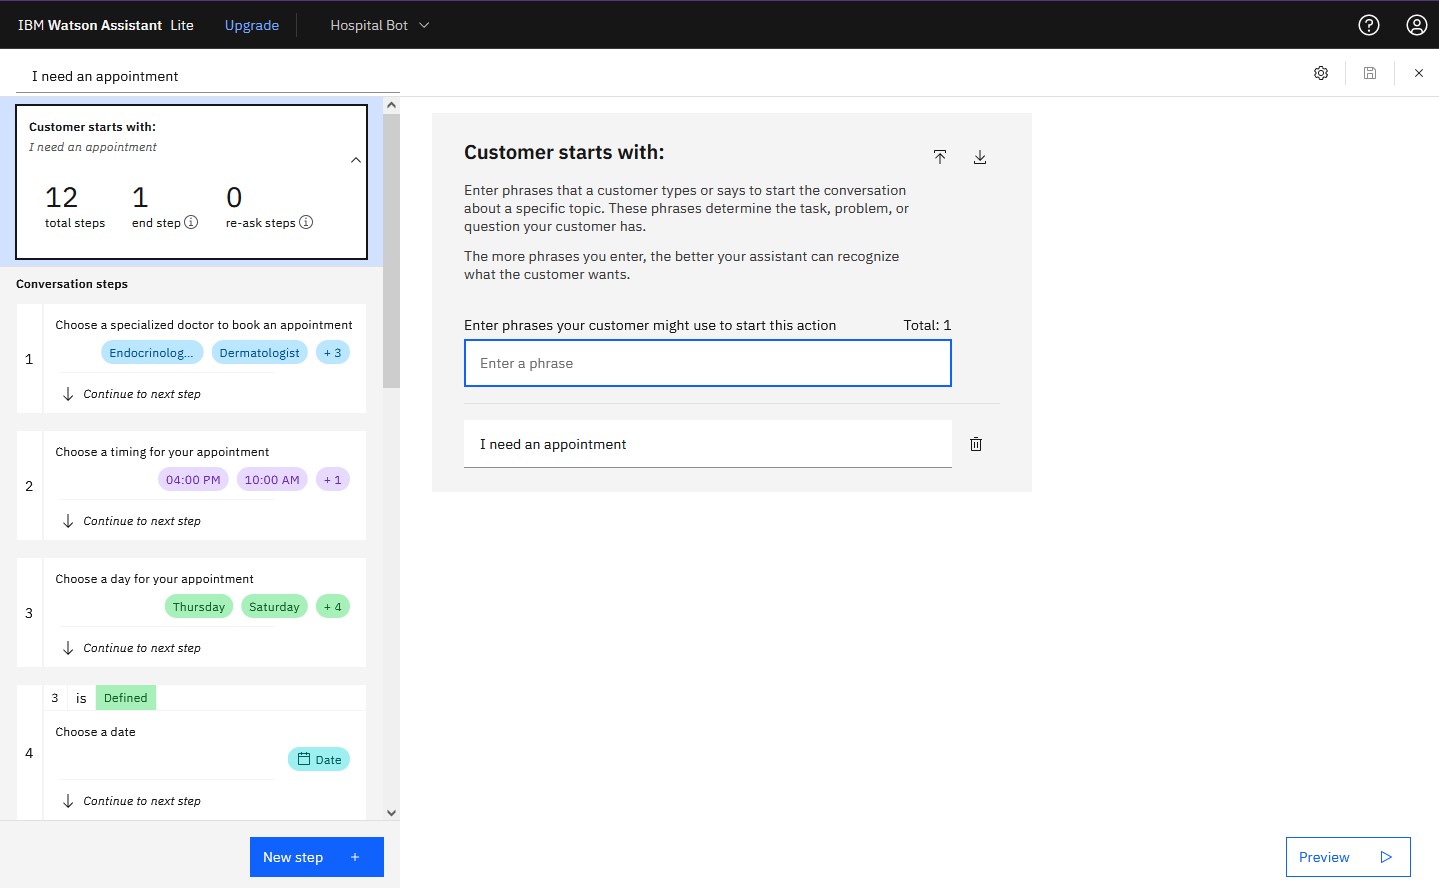 IBM Watson Assistant Lite Upgrade Hospital Bot
I need an appointment
Customer starts with:
I need an appointment
12 1 0
total steps end step re-ask steps
Conversation steps
1
Choose a specialized doctor to book an appointment
Endocrinolog... Dermatologist + 3
Continue to next step
2
Choose a timing for your appointment
04:00 PM 10:00 AM + 1
Continue to next step
3
Choose a day for your appointment
Thursday Saturday + 4
Continue to next step
4
3 is Defined
Choose a date
Date
Continue to next step
New step +
Customer starts with:
Enter phrases that a customer types or says to start the conversation
about a specific topic. These phrases determine the task, problem, or
question your customer has.
The more phrases you enter, the better your assistant can recognize
what the customer wants.
Enter phrases your customer might use to start this action Total: 1
Enter a phrase
I need an appointment
Preview